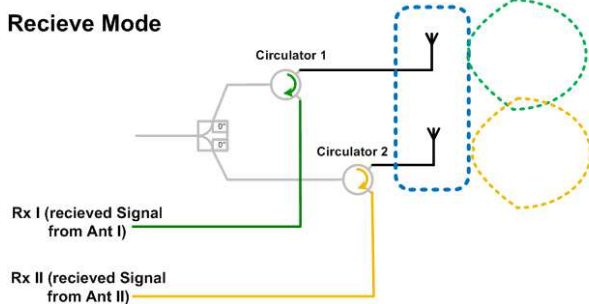 Recieve Mode
Circulator 1
0°
0°
Circulator 2
Rx I (recieved Signal
from Ant I)
Rx II (recieved Signal
from Ant II)